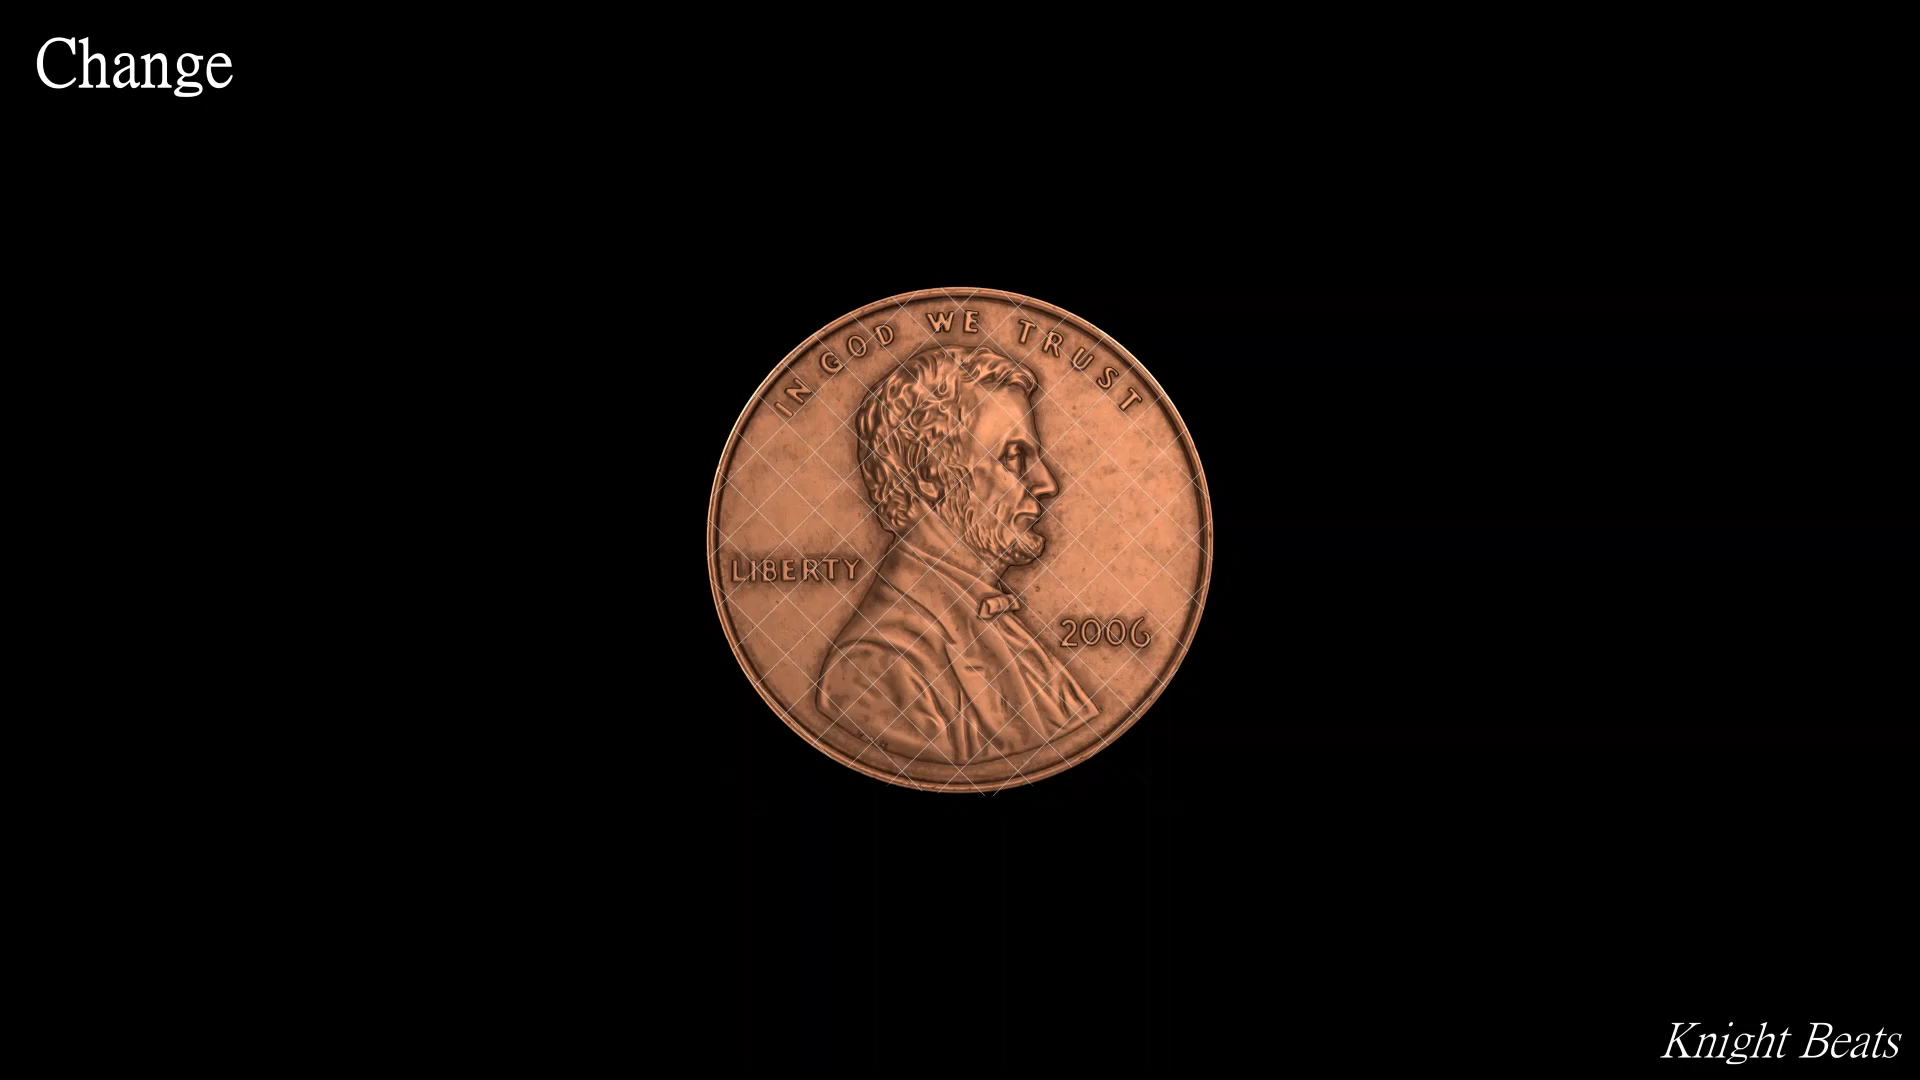 Change
IN GOD WE TRUST
LIBERTY
2006
Knight Beats